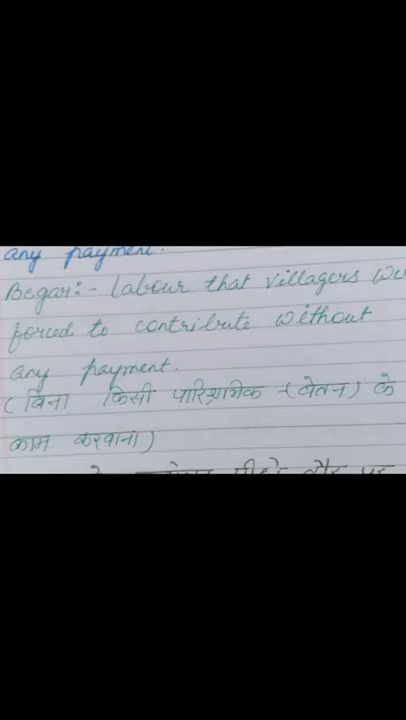 any payment.
Begar:- Labour that villagers we
forced to contribute without
any payment.
(बिना किसी पारिश्रमिक (वेतन) के
काम करवाना)